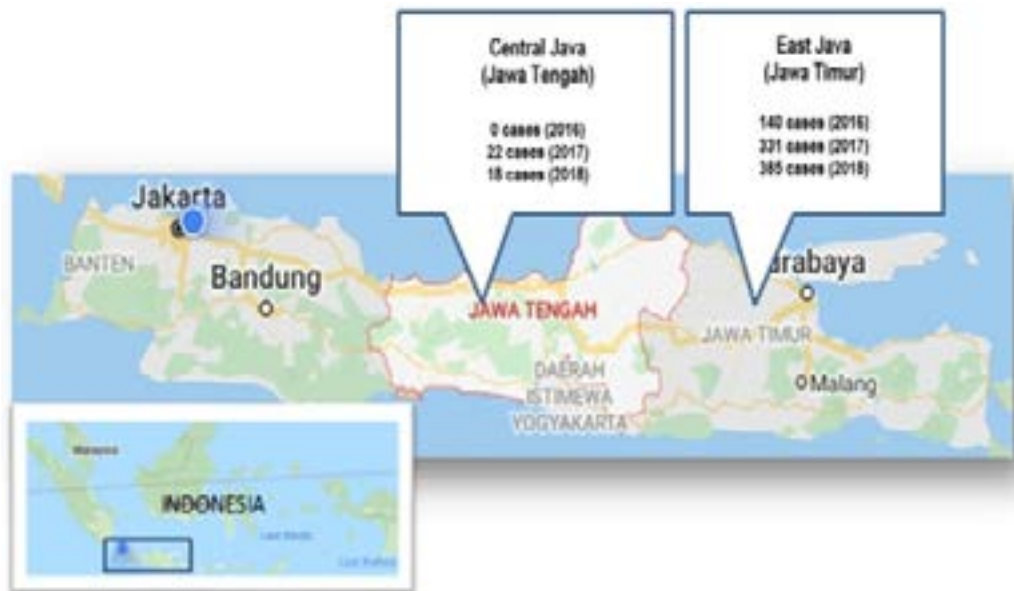 Central Java
(Jawa Tengah)
0 cases (2016)
22 cases (2017)
18 cases (2018)
East Java
(Jawa Timur)
140 cases (2016)
331 cases (2017)
385 cases (2018)
Jakarta
BANTEN
Bandung
JAWA TENGAH
DAERAH
ISTIMEWA
YOGYAKARTA
urabaya
JAWA TIMUR
Malang
Malaysia
INDONESIA